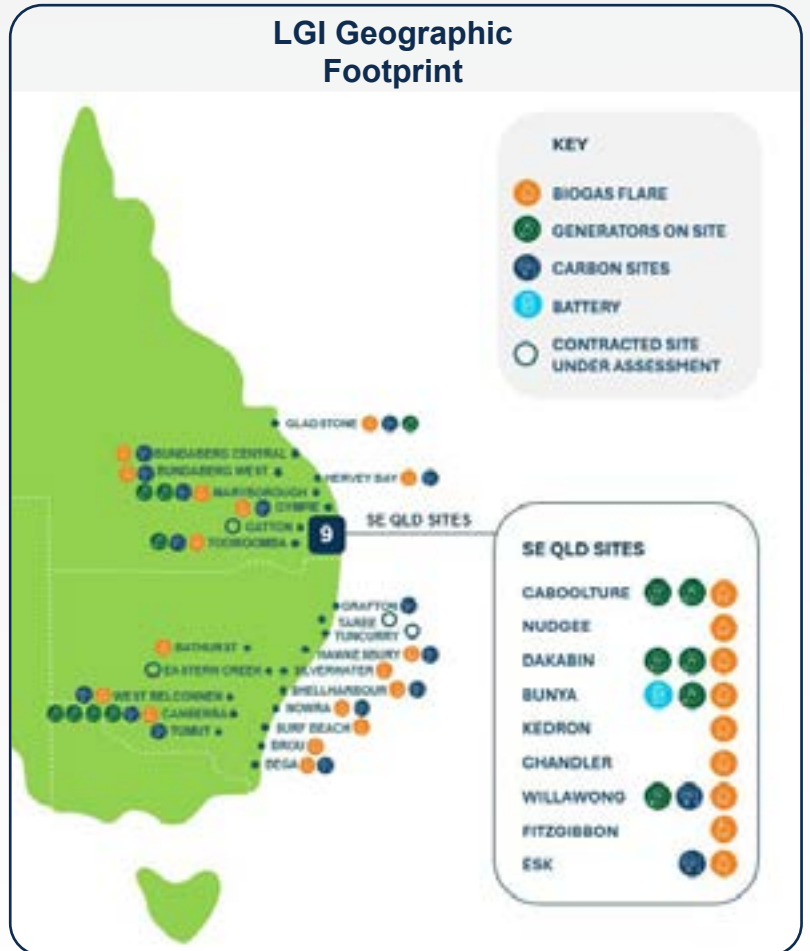 LGI Geographic
Footprint
KEY
BIOGAS FLARE
GENERATORS ON SITE
CARBON SITES
BATTERY
CONTRACTED SITE
UNDER ASSESSMENT
GLADSTONE
BUNDABERG CENTRAL
BUNDABERG WEST
HERVEY BAY
MARYBOROUGH
GYMPIE
GATTON
TOOWOOMBA
9
SE QLD SITES
GRAFTON
TAREE
TUNCURRY
BATHURST
HAWKESBURY
EASTERN CREEK
SILVERWATER
SHELLHARBOUR
WEST BELCONNEN
NOWRA
CANBERRA
SURF BEACH
TUMUT
BROU
BEGA
SE QLD SITES
CABOOLTURE
NUDGEE
DAKABIN
BUNYA
KEDRON
CHANDLER
WILLAWONG
FITZGIBBON
ESK